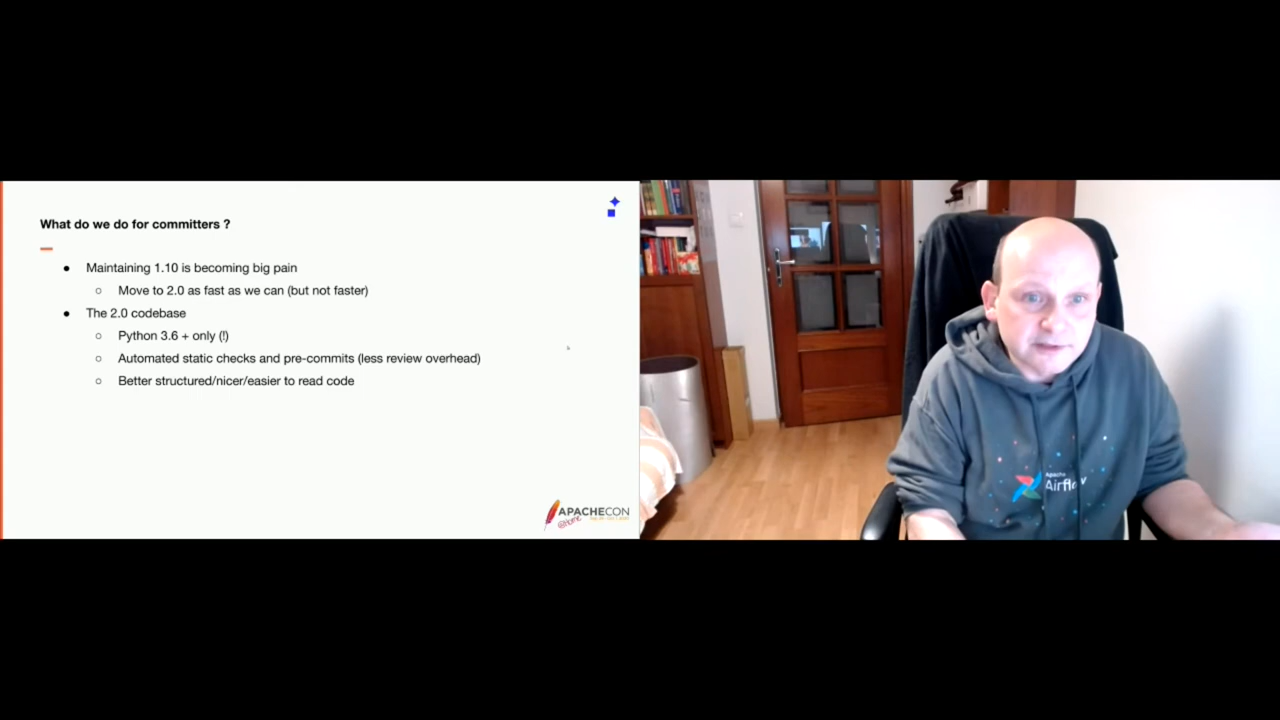 What do we do for committers ?
● Maintaining 1.10 is becoming big pain
○ Move to 2.0 as fast as we can (but not faster)
● The 2.0 codebase
○ Python 3.6 + only (!)
○ Automated static checks and pre-commits (less review overhead)
○ Better structured/nicer/easier to read code
APACHECON
@Home
Apache
Airflow